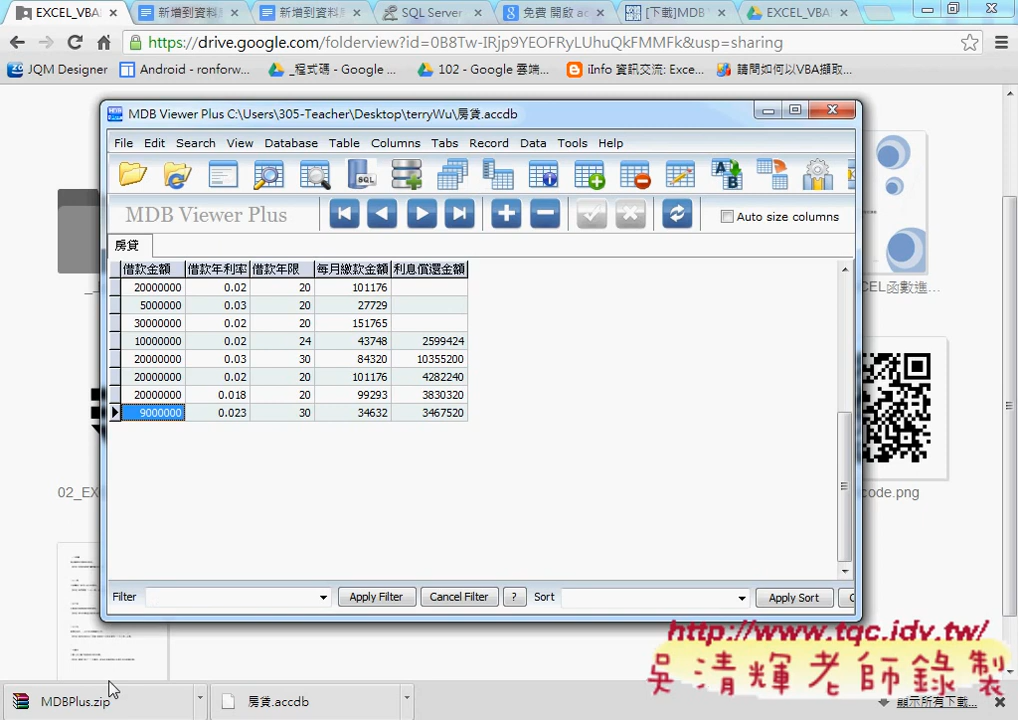 EXCEL_VBA
新增到資料
新增到資料
SQL Server
免費 開啟 ac
[下載]MDB
EXCEL_VBA
https://drive.google.com/folderview?id=0B8Tw-IRjp9YEOFRyLUhuQkFMMFk&usp=sharing
JQM Designer
Android - ronforw...
_程式碼 - Google ...
102 - Google 雲端...
iInfo 資訊交流: Exce...
請問如何以VBA擷取...
MDB Viewer Plus C:\Users\305-Teacher\Desktop\terryWu\房貸.accdb
File Edit Search View Database Table Columns Tabs Record Data Tools Help
SQL
MDB Viewer Plus
Auto size columns
房貸
借款金額 借款年利率 借款年限 每月繳款金額 利息償還金額
20000000 0.02 20 101176
5000000 0.03 20 27729
30000000 0.02 20 151765
10000000 0.02 24 43748 2599424
20000000 0.03 30 84320 10355200
20000000 0.02 20 101176 4282240
20000000 0.018 20 99293 3830320
9000000 0.023 30 34632 3467520
CEL函數進...
02_EX
code.png
Filter Apply Filter Cancel Filter ? Sort Apply Sort C
http://www.tqc.idv.tw/
吳清輝老師錄製
MDBPlus.zip
房貸.accdb
顯示所有下載...